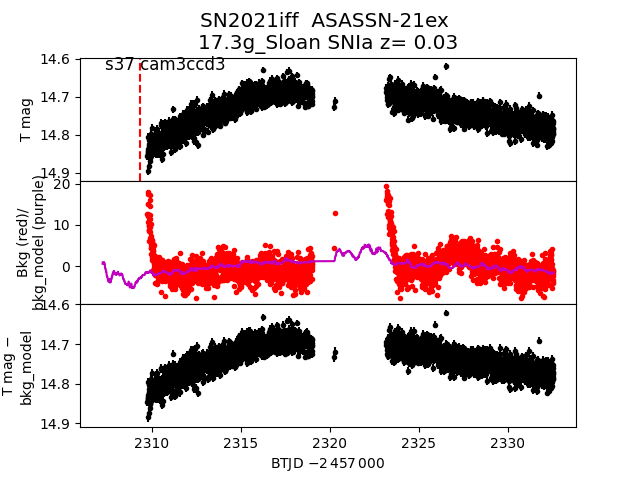 SN2021iff  ASASSN-21ex
17.3g_Sloan SNIa z= 0.03
s37 cam3ccd3
14.6
14.7
14.8
14.9
T mag
20
10
0
Bkg (red)/
bkg_model (purple)
14.6
14.7
14.8
14.9
T mag −
bkg_model
2310 2315 2320 2325 2330
BTJD −2 457 000